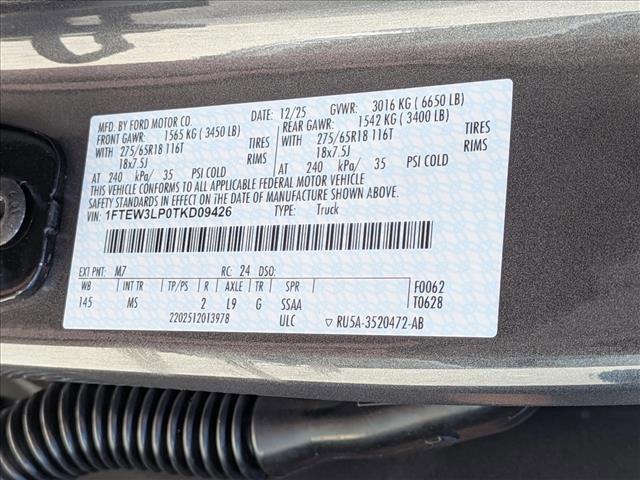 MFD. BY FORD MOTOR CO. DATE: 12/25 GVWR: 3016 KG ( 6650 LB)
FRONT GAWR: 1565 KG ( 3450 LB) REAR GAWR: 1542 KG ( 3400 LB)
WITH 275/65R18 116T TIRES WITH 275/65R18 116T TIRES
18x7.5J RIMS 18x7.5J RIMS
AT 240 kPa/ 35 PSI COLD AT 240 kPa/ 35 PSI COLD
THIS VEHICLE CONFORMS TO ALL APPLICABLE FEDERAL MOTOR VEHICLE
SAFETY STANDARDS IN EFFECT ON THE DATE OF MANUFACTURE SHOWN ABOVE.
VIN: 1FTEW3LP0TKD09426 TYPE: Truck
EXT PNT: M7 RC: 24 DSO:
WB INT TR TP/PS R AXLE TR SPR F0062
145 MS 2 L9 G SSAA T0628
2202512013978 ULC ▽ RU5A-3520472-AB